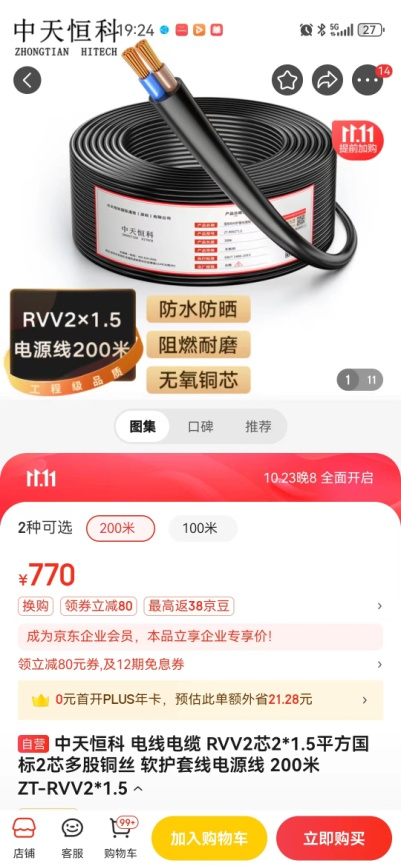 中天恒科
ZHONGTIAN HITECH
19:24
5G
27
14
11.11
提前加购
中天恒科
ZHONGTIAN HITECH
RVV2×1.5
电源线200米
工程级品质
防水防晒
阻燃耐磨
无氧铜芯
1 11
图集
口碑
推荐
11.11
10.23晚8 全面开启
2种可选
200米
100米
¥770
换购
领券立减80
最高返38京豆
成为京东企业会员，本品立享企业专享价！
领立减80元券,及12期免息券
0元首开PLUS年卡，预估此单额外省21.28元
自营 中天恒科 电线电缆 RVV2芯2*1.5平方国
标2芯多股铜丝 软护套线电源线 200米
ZT-RVV2*1.5
99+
店铺
客服
购物车
加入购物车
立即购买